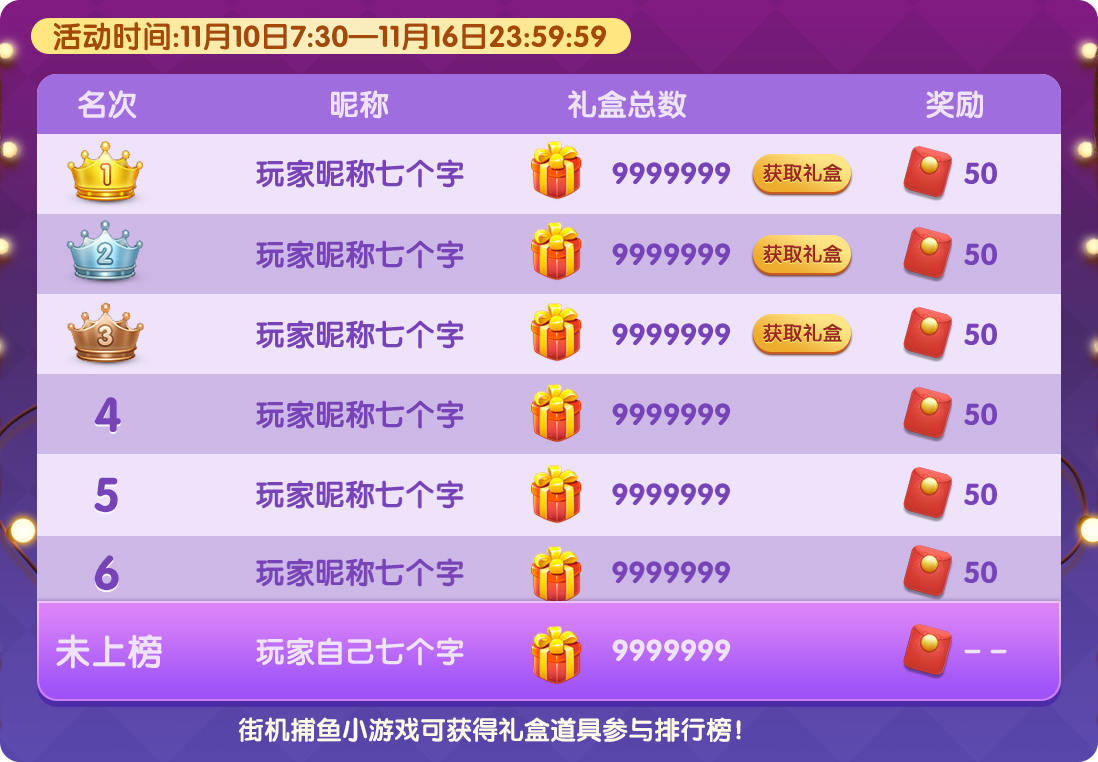 活动时间:11月10日7:30—11月16日23:59:59
名次 昵称 礼盒总数 奖励
1 玩家昵称七个字 9999999 获取礼盒 50
2 玩家昵称七个字 9999999 获取礼盒 50
3 玩家昵称七个字 9999999 获取礼盒 50
4 玩家昵称七个字 9999999 50
5 玩家昵称七个字 9999999 50
6 玩家昵称七个字 9999999 50
未上榜 玩家自己七个字 9999999 – –
街机捕鱼小游戏可获得礼盒道具参与排行榜!